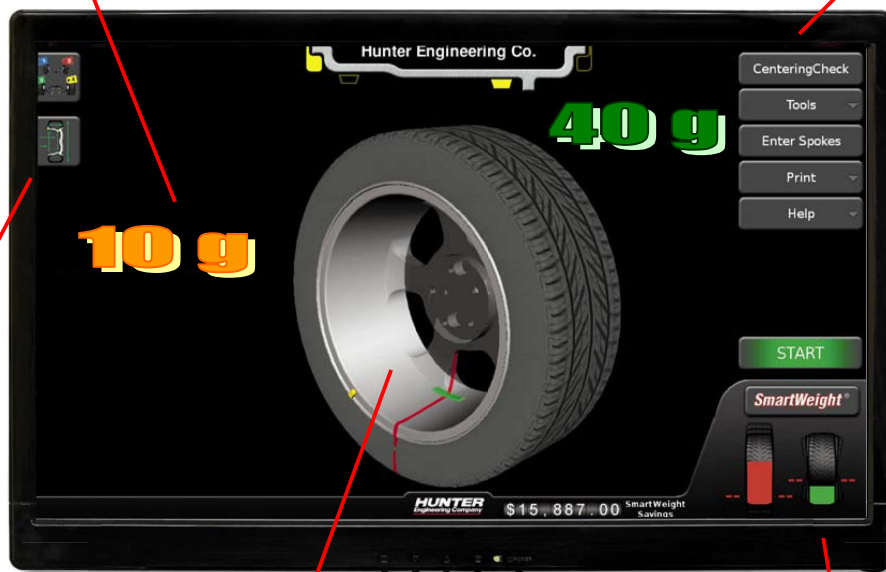 Hunter Engineering Co.
CenteringCheck
40 g
Tools
Enter Spokes
Print
10 g
Help
START
SmartWeight®
HUNTER
Engineering Company
$15,887.00
SmartWeight
Savings
POWER